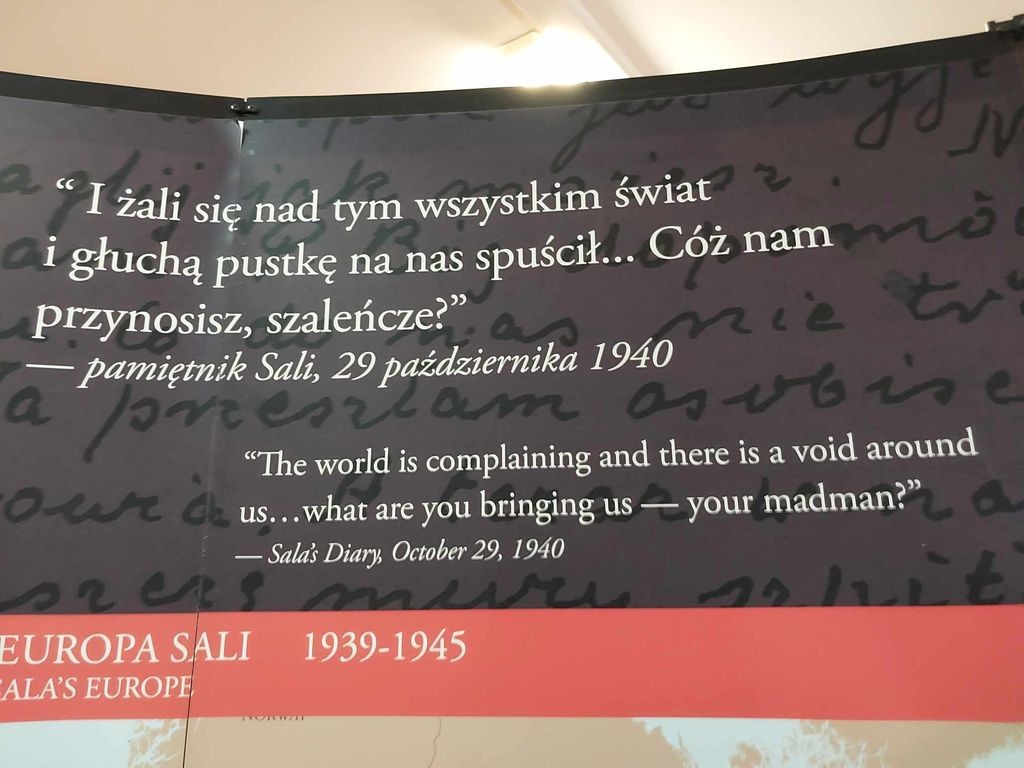 “ I żali się nad tym wszystkim świat
i głuchą pustkę na nas spuścił... Cóż nam
przynosisz, szaleńcze?”
— pamiętnik Sali, 29 października 1940
“The world is complaining and there is a void around
us...what are you bringing us — your madman?”
— Sala's Diary, October 29, 1940
EUROPA SALI 1939-1945
SALA'S EUROPE
NORWAY